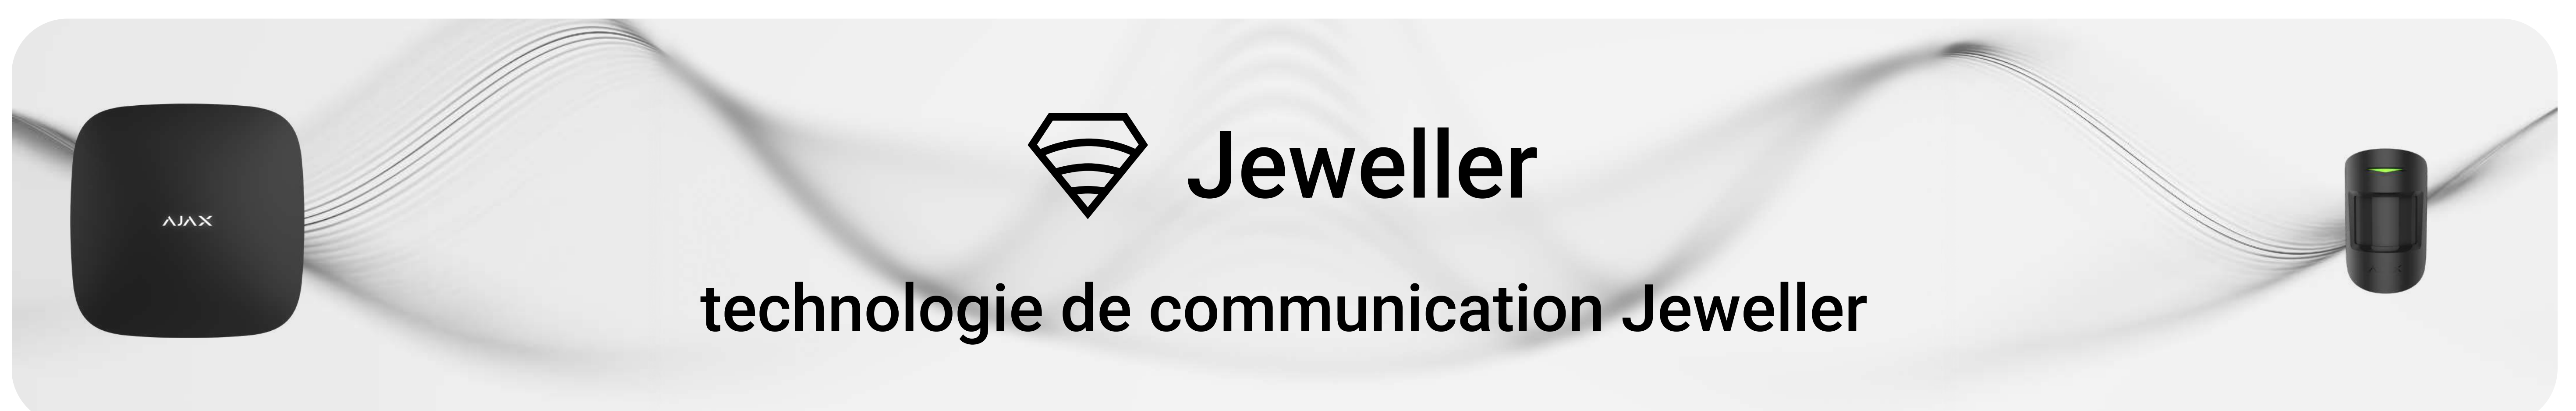 AJAX
Jeweller
technologie de communication Jeweller